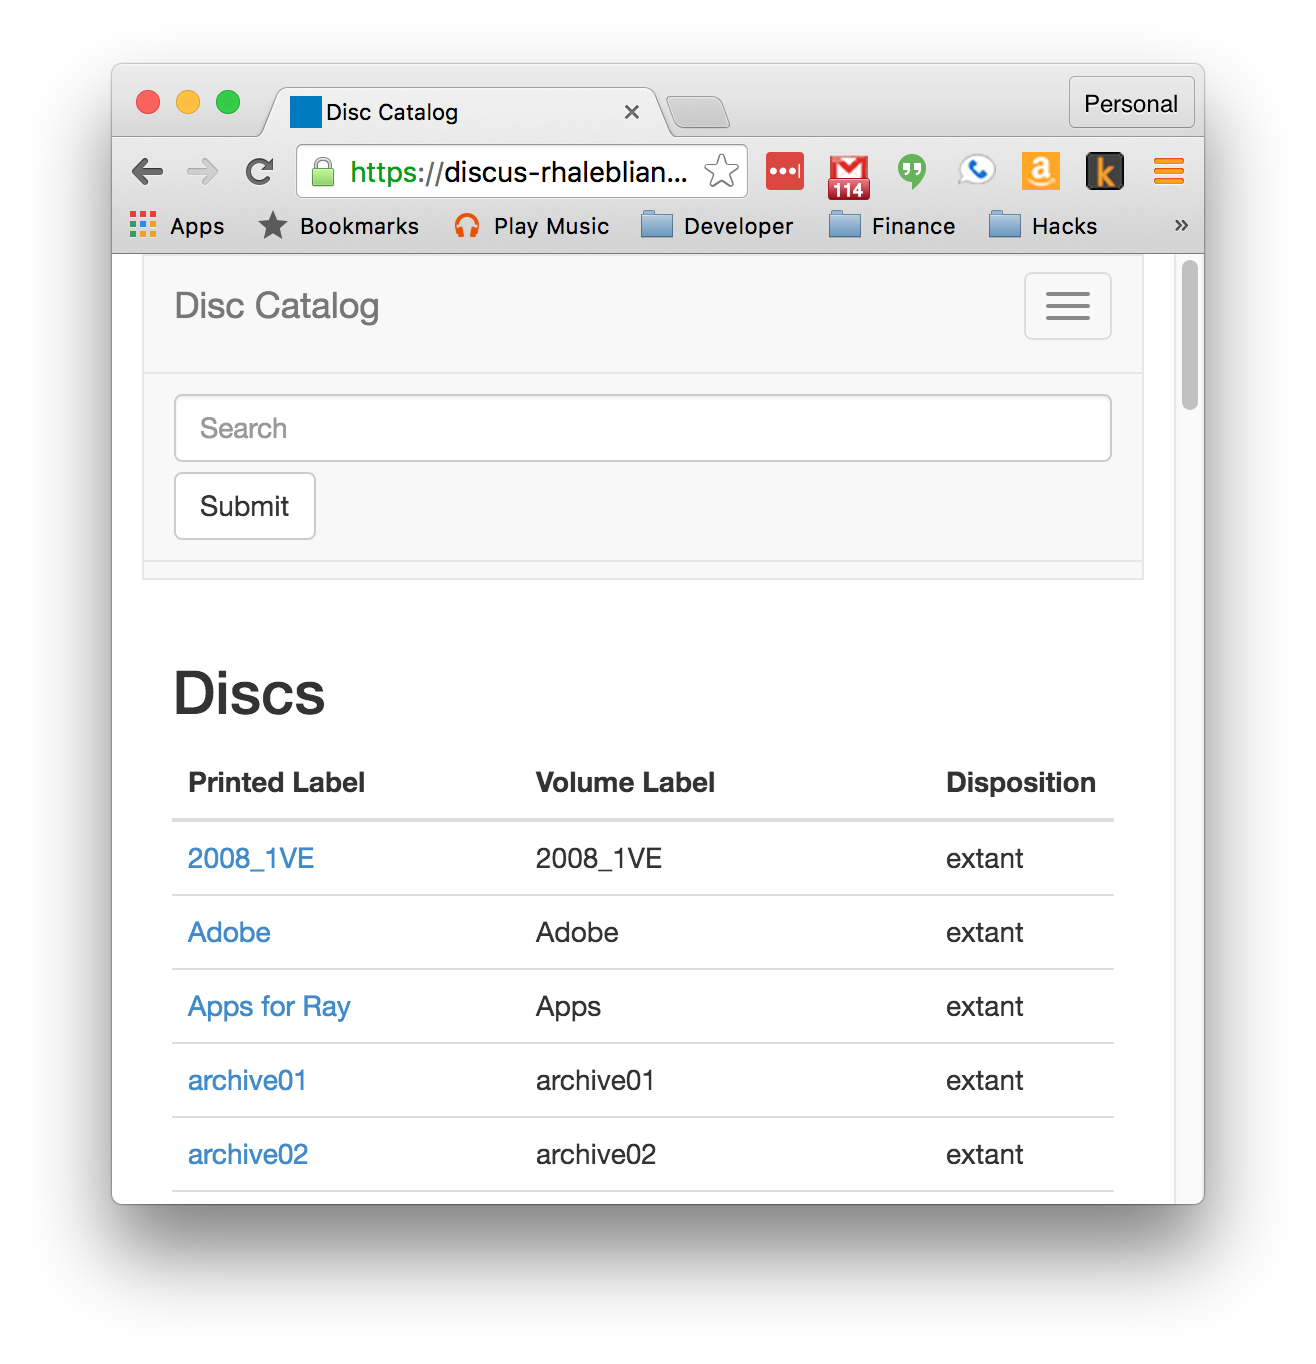 Disc Catalog
Personal
https://discus-rhaleblian...
114
Apps Bookmarks Play Music Developer Finance Hacks »
Disc Catalog
Search
Submit
Discs
Printed Label Volume Label Disposition
2008_1VE 2008_1VE extant
Adobe Adobe extant
Apps for Ray Apps extant
archive01 archive01 extant
archive02 archive02 extant